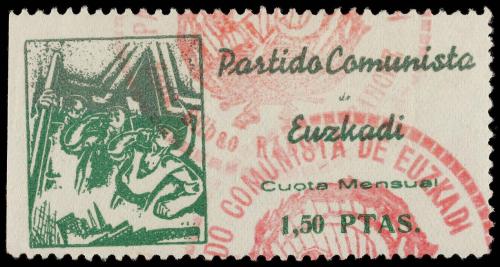 Partido Comunista
de
Euzkadi
Cuota Mensual
1,50 PTAS.
DO COMUNISTA DE EUZKADI